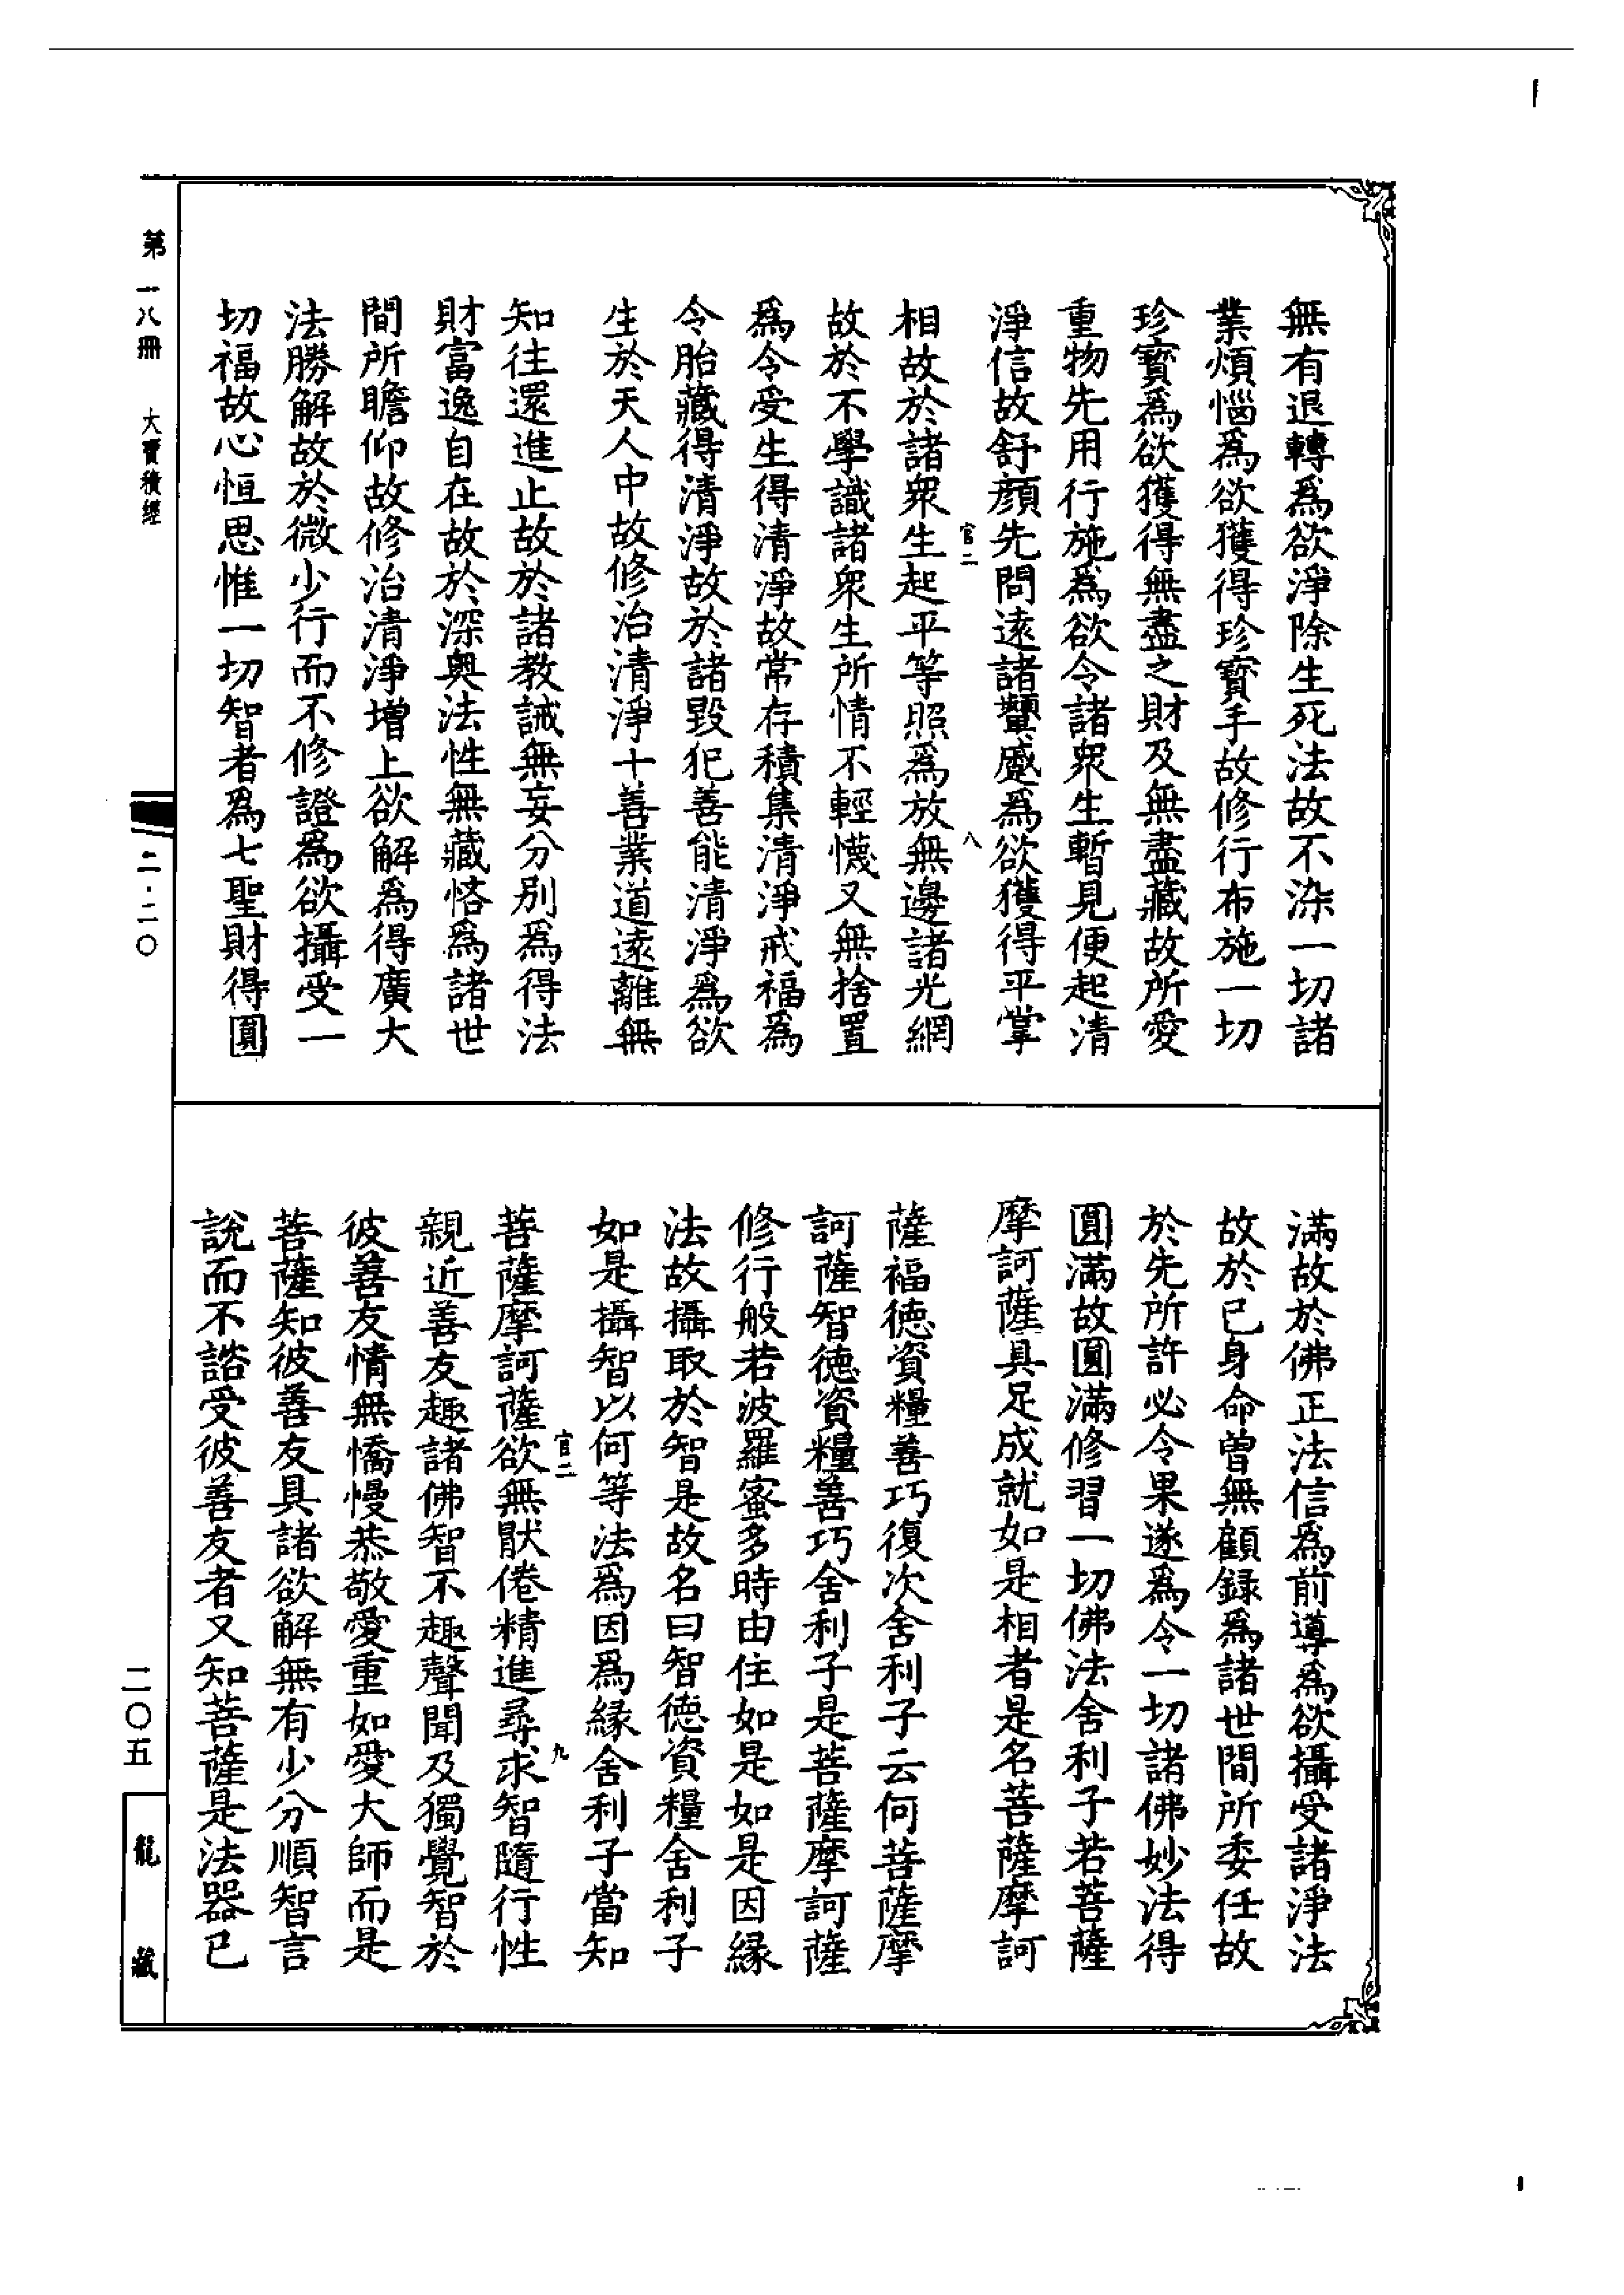 無有退轉爲欲淨除生死法故不染一切諸
業煩惱爲欲獲得珍寶手故修行布施一切
珍寶爲欲獲得無盡之財及無盡藏故所愛
重物先用行施爲欲令諸衆生暫見便起清
淨信故舒顏先問遠諸顰蹙爲欲獲得平掌
相故於諸衆生起平等照爲放無邊諸光網
故於不學識諸衆生所情不輕懱又無捨置
爲令受生得清淨故常存積集清淨戒福爲
令胎藏得清淨故於諸毀犯善能清淨爲欲
生於天人中故修治清淨十善業道遠離無
知往還進止故於諸教誡無妄分別爲得法
財富逸自在故於深奧法性無藏悋爲諸世
間所瞻仰故修治清淨增上欲解爲得廣大
法勝解故於微少行而不修證爲欲攝受一
切福故心恒思惟一切智者爲七聖財得圓
滿故於佛正法信爲前導爲欲攝受諸淨法
故於已身命曾無顧録爲諸世間所委任故
於先所許必令果遂爲令一切諸佛妙法得
圓滿故圓滿修習一切佛法舍利子若菩薩
摩訶薩具足成就如是相者是名菩薩摩訶
薩福德資糧善巧復次舍利子云何菩薩摩
訶薩智德資糧善巧舍利子是菩薩摩訶薩
修行般若波羅蜜多時由住如是如是因緣
法故攝取於智是故名曰智德資糧舍利子
如是攝智以何等法爲因爲緣舍利子當知
菩薩摩訶薩欲無猒倦精進尋求智隨行性
親近善友趣諸佛智不趣聲聞及獨覺智於
彼善友情無憍慢恭敬愛重如愛大師而是
菩薩知彼善友具諸欲解無有少分順智言
說而不諮受彼善友者又知菩薩是法器已
官二
八
官二
九
第一八冊
大寶積經
二·二〇
二〇五
龍藏